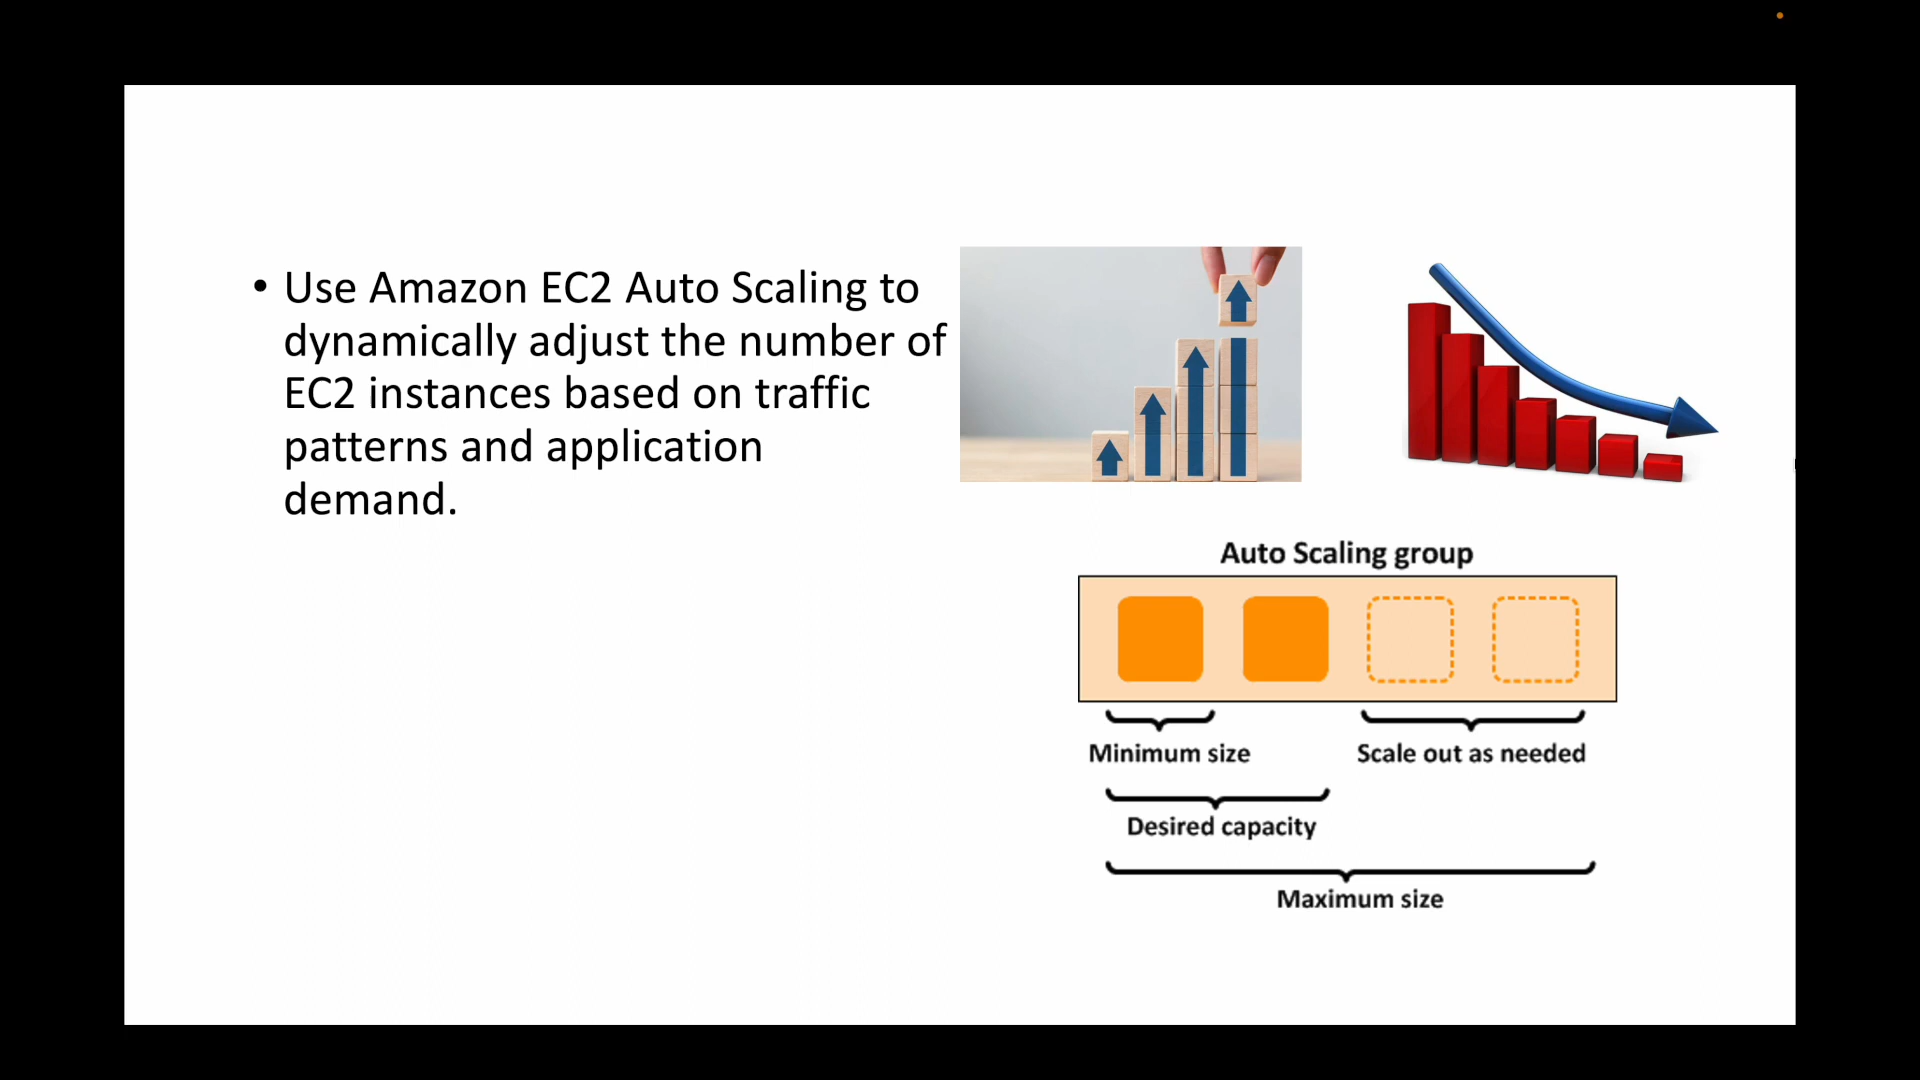 • Use Amazon EC2 Auto Scaling to
dynamically adjust the number of
EC2 instances based on traffic
patterns and application
demand.
Auto Scaling group
Minimum size
Scale out as needed
Desired capacity
Maximum size